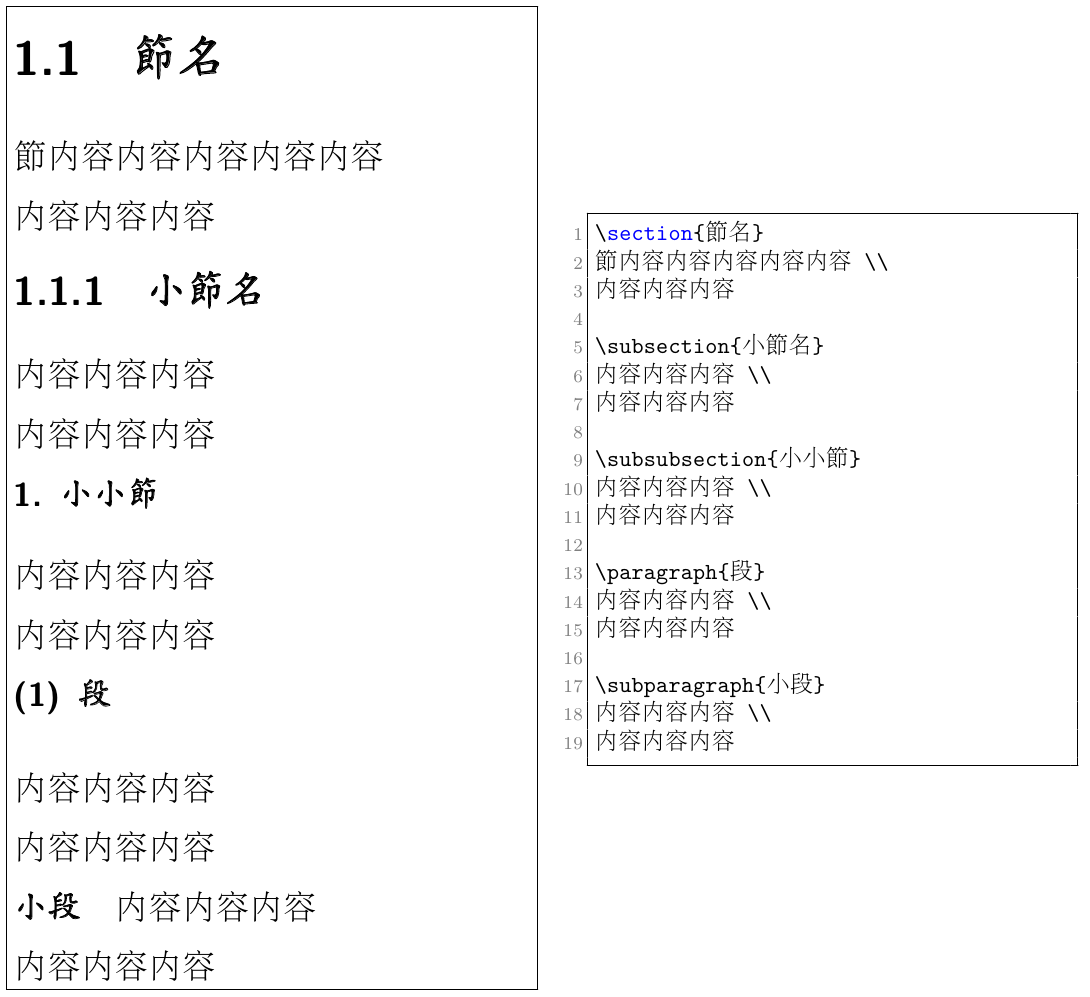 1.1 節名
節内容内容内容内容内容
内容内容内容
1.1.1 小節名
内容内容内容
内容内容内容
1. 小小節
内容内容内容
内容内容内容
(1) 段
内容内容内容
内容内容内容
小段 内容内容内容
内容内容内容
1 \section{節名}
2 節内容内容内容内容内容 \\
3 内容内容内容
4
5 \subsection{小節名}
6 内容内容内容 \\
7 内容内容内容
8
9 \subsubsection{小小節}
10 内容内容内容 \\
11 内容内容内容
12
13 \paragraph{段}
14 内容内容内容 \\
15 内容内容内容
16
17 \subparagraph{小段}
18 内容内容内容 \\
19 内容内容内容